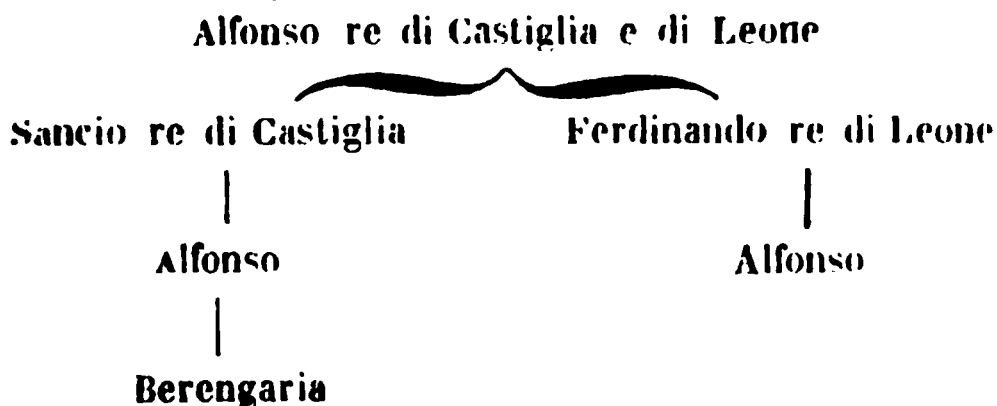 Alfonso re di Castiglia e di Leone
Sancio re di Castiglia Ferdinando re di Leone
Alfonso Alfonso
Berengaria